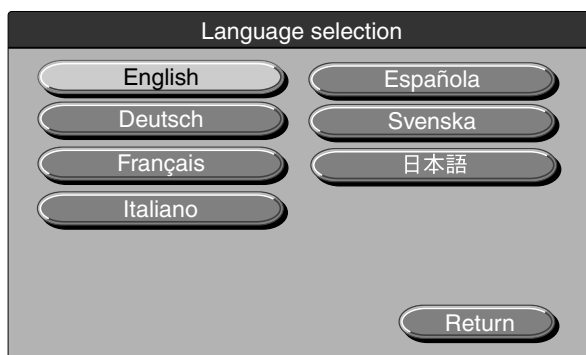 Language selection
English
Española
Deutsch
Svenska
Français
日本語
Italiano
Return